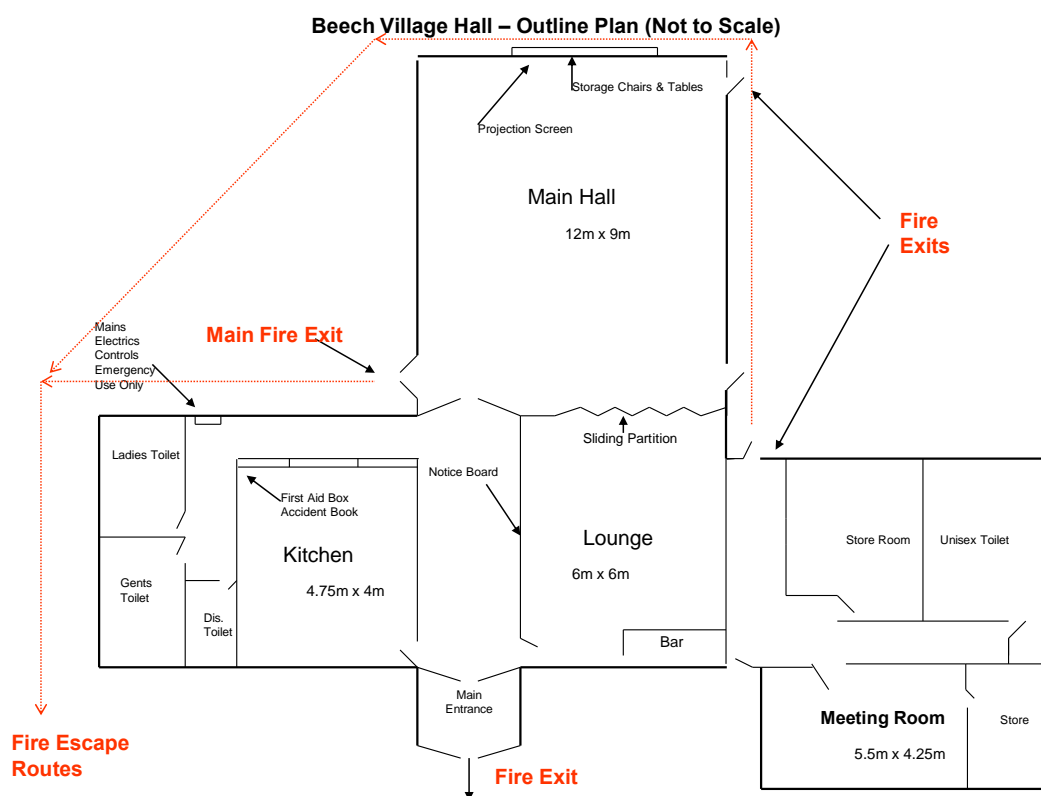 Beech Village Hall – Outline Plan (Not to Scale)
Storage Chairs & Tables
Projection Screen
Main Hall
12m x 9m
Fire
Exits
Mains
Electrics
Controls
Emergency
Use Only
Main Fire Exit
Sliding Partition
Ladies Toilet
Notice Board
First Aid Box
Accident Book
Kitchen
4.75m x 4m
Lounge
6m x 6m
Store Room
Unisex Toilet
Gents
Toilet
Dis.
Toilet
Bar
Main
Entrance
Meeting Room
5.5m x 4.25m
Store
Fire Escape
Routes
Fire Exit